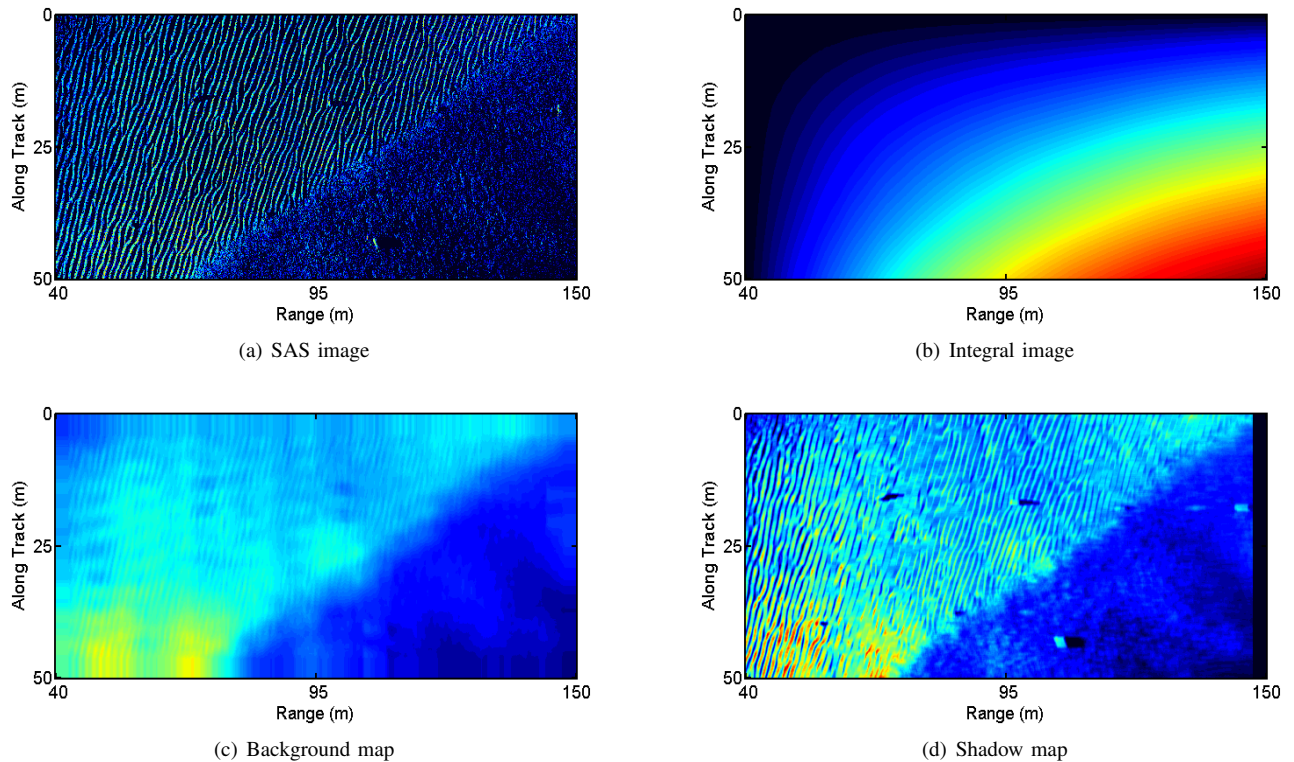 0
25
50
Along Track (m)
40
95
150
Range (m)
(a) SAS image
0
25
50
Along Track (m)
40
95
150
Range (m)
(b) Integral image
0
25
50
Along Track (m)
40
95
150
Range (m)
(c) Background map
0
25
50
Along Track (m)
40
95
150
Range (m)
(d) Shadow map